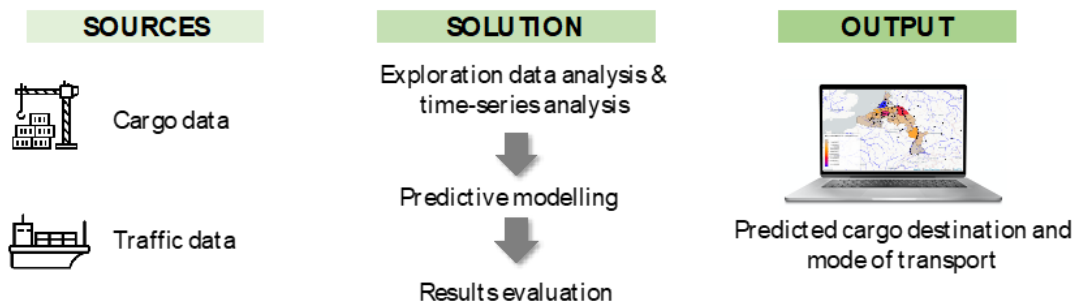 SOURCES
Cargo data
Traffic data
SOLUTION
Exploration data analysis &
time-series analysis
Predictive modelling
Results evaluation
OUTPUT
Predicted cargo destination and
mode of transport